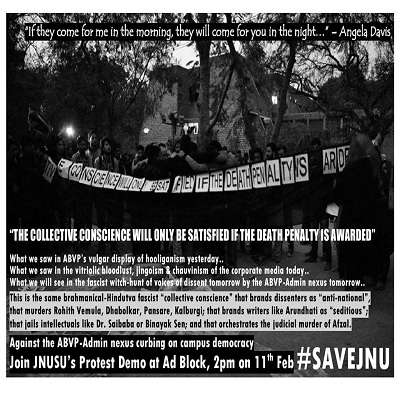 "If they come for me in the morning, they will come for you in the night..." – Angela Davis
E CONSCIENCE WILL ONLY BE SAT FIED IF THE DEATH PENALTY IS AR DE
"THE COLLECTIVE CONSCIENCE WILL ONLY BE SATISFIED IF THE DEATH PENALTY IS AWARDED"
What we saw in ABVP's vulgar display of hooliganism yesterday..
What we saw in the vitriolic bloodlust, jingoism & chauvinism of the corporate media today..
What we will see in the fascist witch-hunt of voices of dissent tomorrow by the ABVP-Admin nexus tomorrow..
This is the same brahmanical-Hindutva fascist "collective conscience" that brands dissenters as "anti-national",
that murders Rohith Vemula, Dhabolkar, Pansare, Kalburgi; that brands writers like Arundhati as "seditious";
that jails intellectuals like Dr. Saibaba or Binayak Sen; and that orchestrates the judicial murder of Afzal.
Against the ABVP-Admin nexus curbing on campus democracy
Join JNUSU's Protest Demo at Ad Block, 2pm on 11th Feb #SAVEJNU